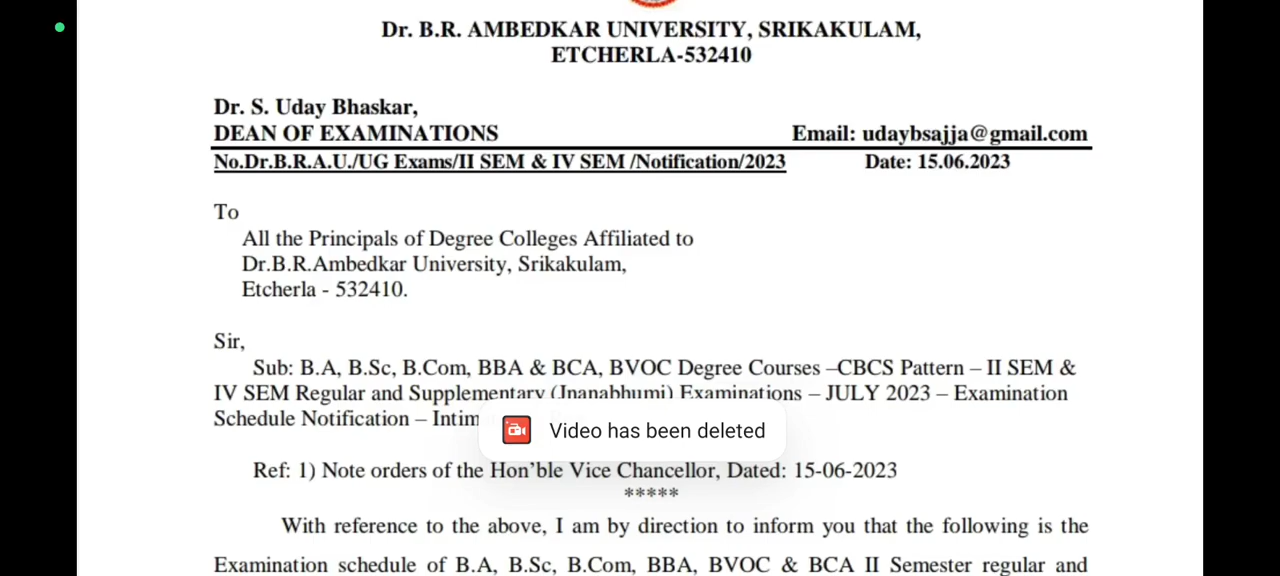 Dr. B.R. AMBEDKAR UNIVERSITY, SRIKAKULAM,
ETCHERLA-532410
Dr. S. Uday Bhaskar,
DEAN OF EXAMINATIONS Email: udaybsajja@gmail.com
No.Dr.B.R.A.U./UG Exams/II SEM & IV SEM /Notification/2023 Date: 15.06.2023
To
All the Principals of Degree Colleges Affiliated to
Dr.B.R.Ambedkar University, Srikakulam,
Etcherla - 532410.
Sir,
Sub: B.A, B.Sc, B.Com, BBA & BCA, BVOC Degree Courses –CBCS Pattern – II SEM &
IV SEM Regular and Supplementary (Jnanabhumi) Examinations – JULY 2023 – Examination
Schedule Notification –
Video has been deleted
Ref: 1) Note orders of the Hon'ble Vice Chancellor, Dated: 15-06-2023
*****
With reference to the above, I am by direction to inform you that the following is the
Examination schedule of B.A, B.Sc, B.Com, BBA, BVOC & BCA II Semester regular and